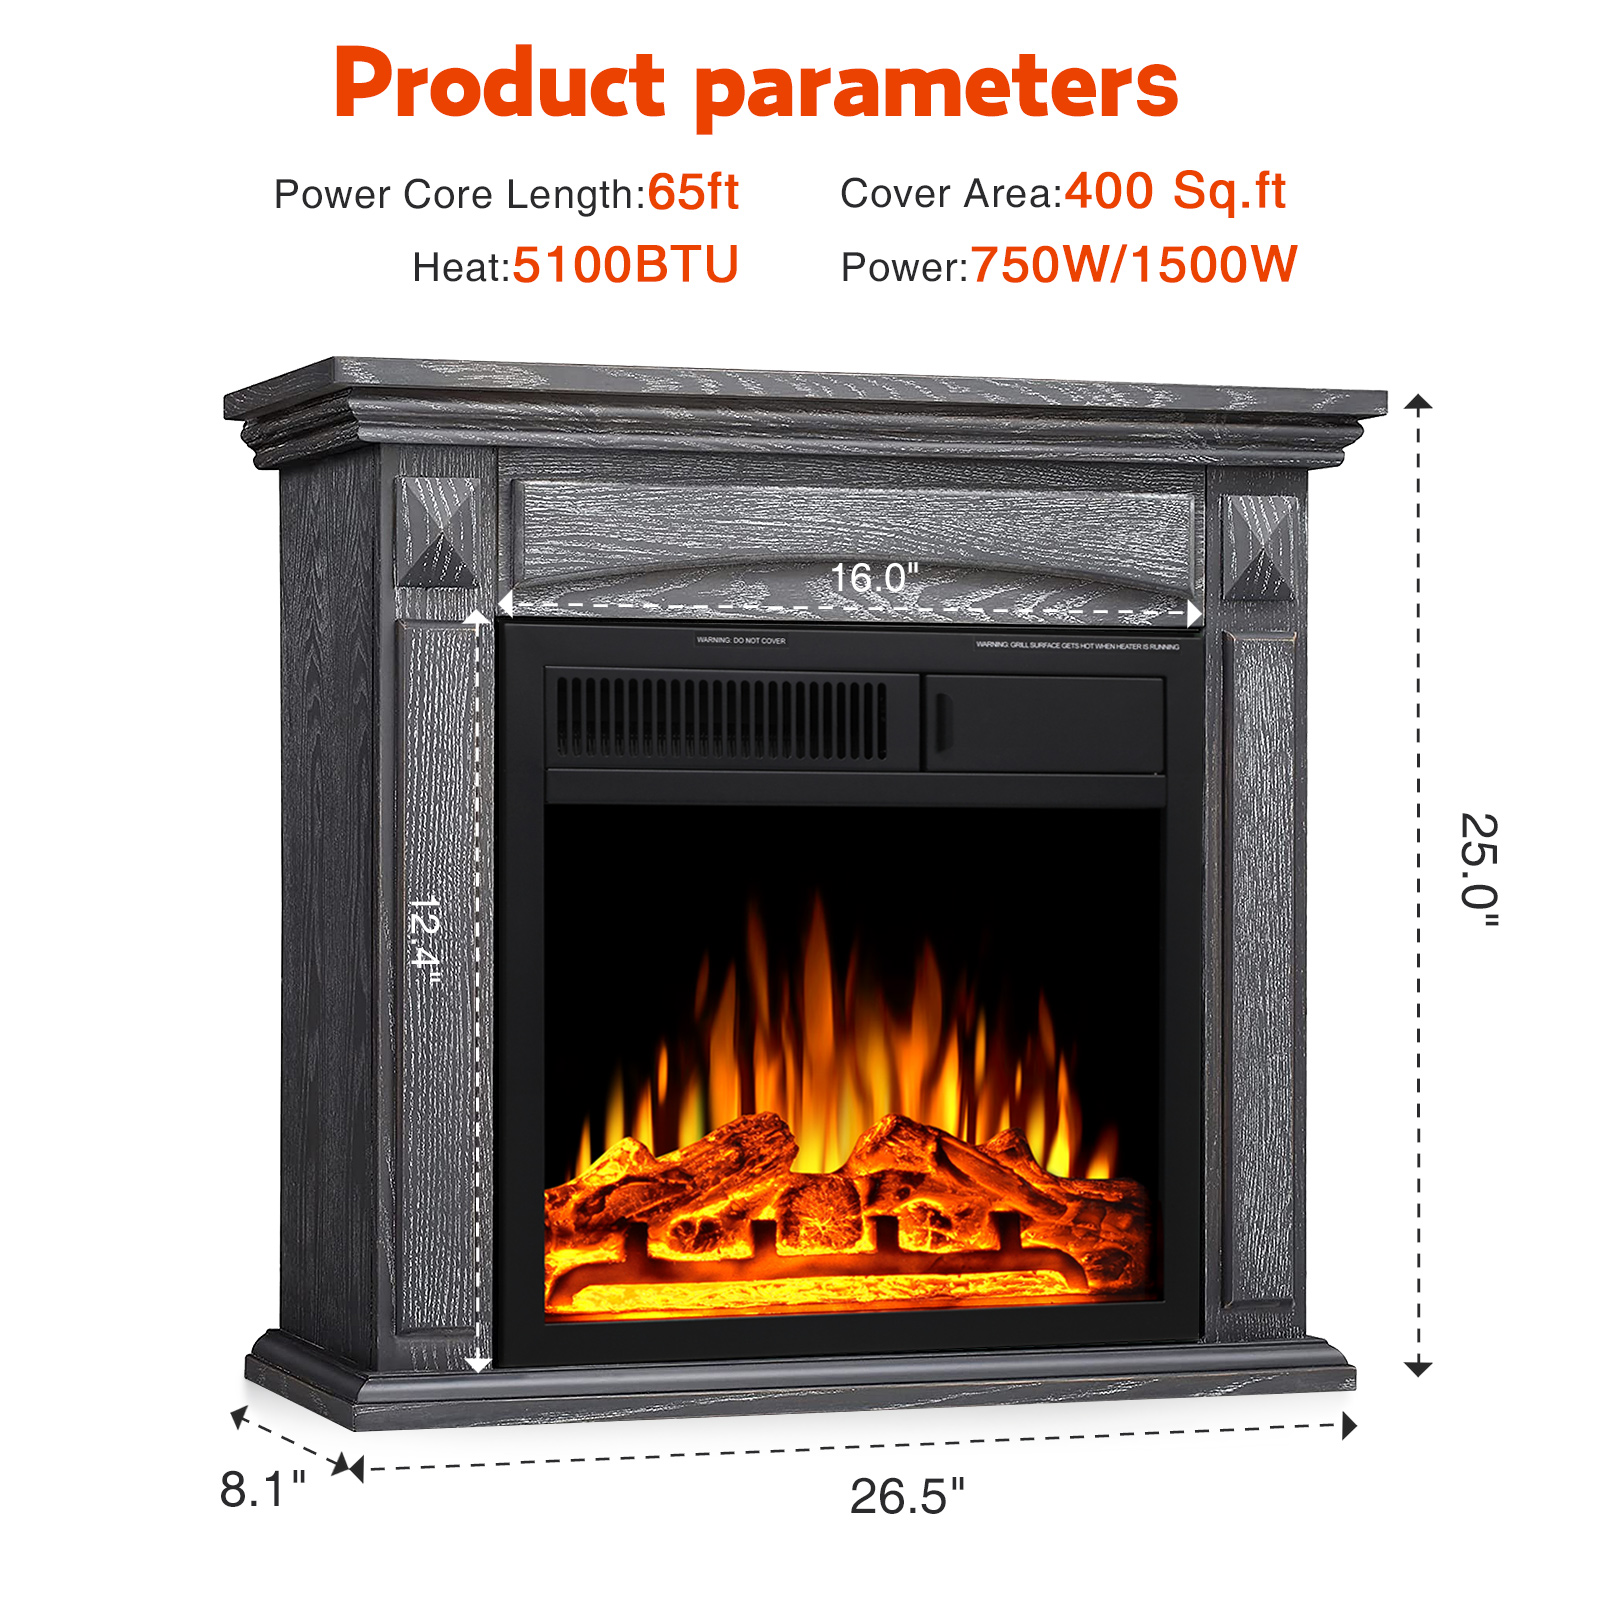 Product parameters
Power Core Length:65ft
Cover Area:400 Sq.ft
Heat:5100BTU
Power:750W/1500W
16.0"
WARNING: DO NOT COVER
WARNING: GRILL SURFACE GETS HOT WHEN HEATER IS RUNNING
12.4"
25.0"
8.1"
26.5"